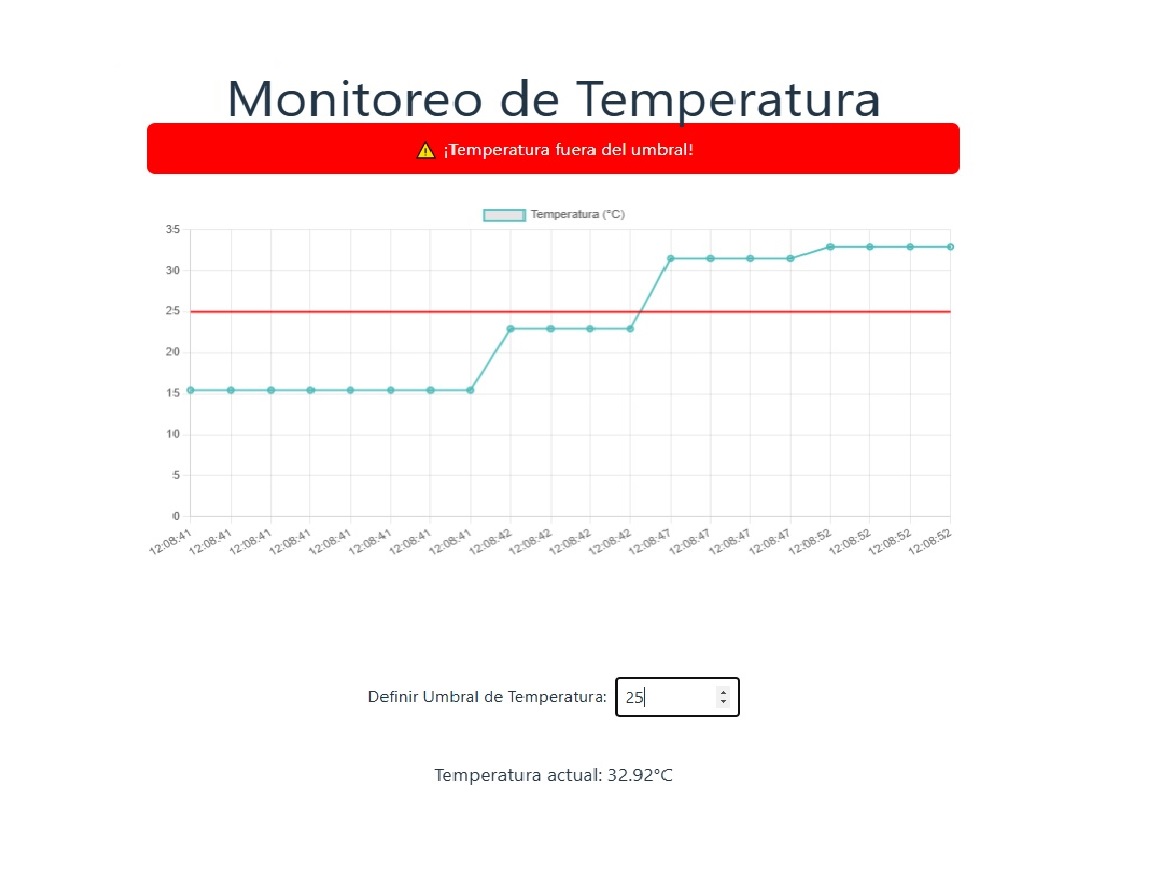 Monitoreo de Temperatura
⚠ ¡Temperatura fuera del umbral!
Temperatura (°C)
35
30
25
20
15
10
5
0
12:08:41 12:08:41 12:08:41 12:08:41 12:08:41 12:08:41 12:08:41 12:08:41 12:08:42 12:08:42 12:08:42 12:08:42 12:08:47 12:08:47 12:08:47 12:08:47 12:08:52 12:08:52 12:08:52 12:08:52
Definir Umbral de Temperatura: 25
Temperatura actual: 32.92°C